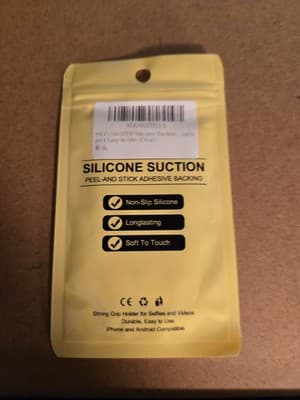 SILICONE SUCTION
PEEL-AND STICK ADHESIVE BACKING
Non-Slip Silicone
Longlasting
Soft To Touch
CE
Strong Grip Holder for Selfies and Videos
Durable, Easy to Use
iPhone and Android Compatible